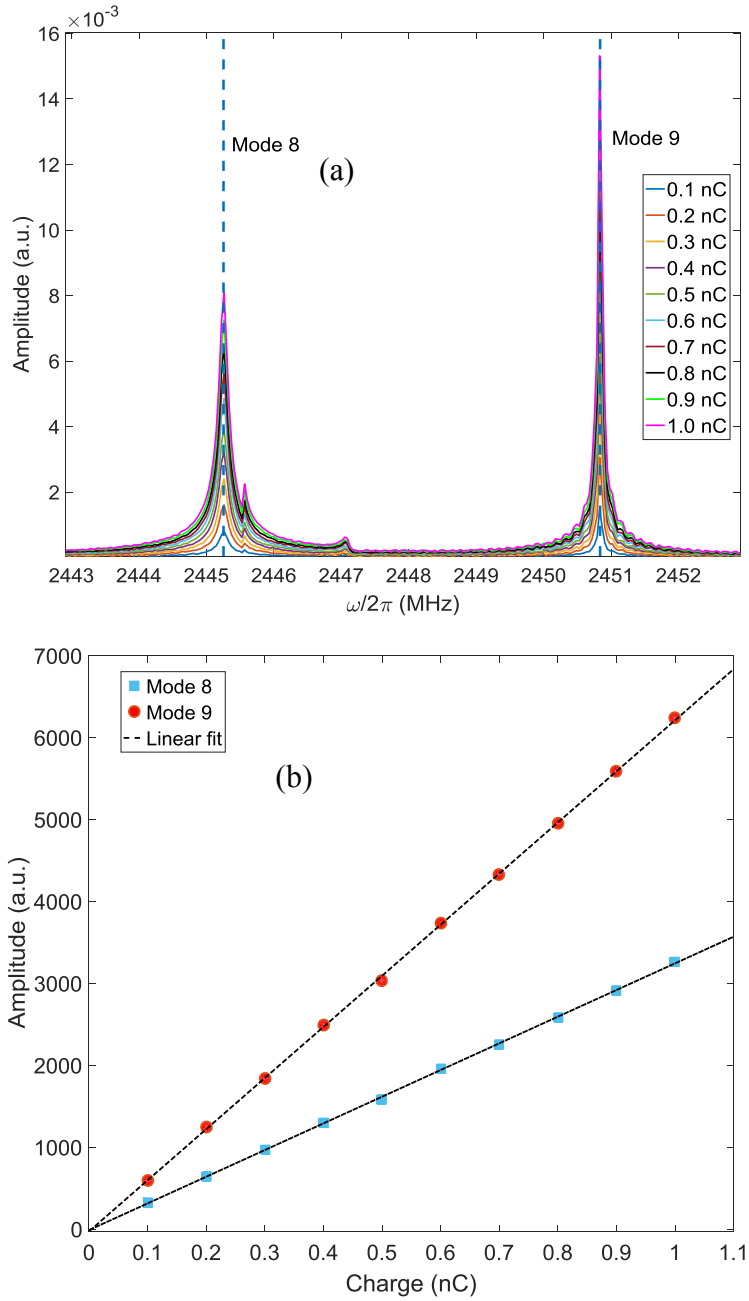 ×10⁻³
16
14
12
10
8
6
4
2
Amplitude (a.u.)
Mode 8
(a)
Mode 9
0.1 nC
0.2 nC
0.3 nC
0.4 nC
0.5 nC
0.6 nC
0.7 nC
0.8 nC
0.9 nC
1.0 nC
2443 2444 2445 2446 2447 2448 2449 2450 2451 2452
ω/2π (MHz)
7000
6000
5000
4000
3000
2000
1000
0
Amplitude (a.u.)
Mode 8
Mode 9
Linear fit
(b)
0 0.1 0.2 0.3 0.4 0.5 0.6 0.7 0.8 0.9 1 1.1
Charge (nC)